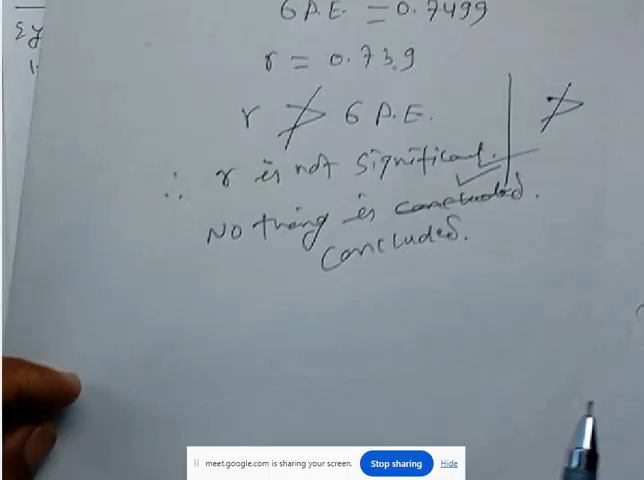 Σy
6 P.E. = 0.7499
r = 0.739
r ≯ 6 P.E.
≯
∴ r is not significant.
No thing is concluded.
concluded.
meet.google.com is sharing your screen.
Stop sharing
Hide